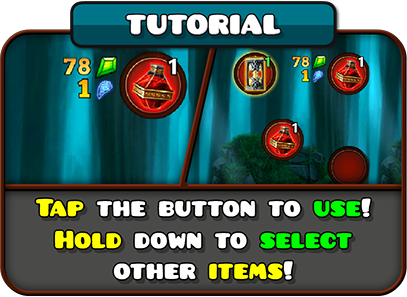 TUTORIAL
78 1 78 1
1 1
1
TAP THE BUTTON TO USE!
HOLD DOWN TO SELECT
OTHER ITEMS!